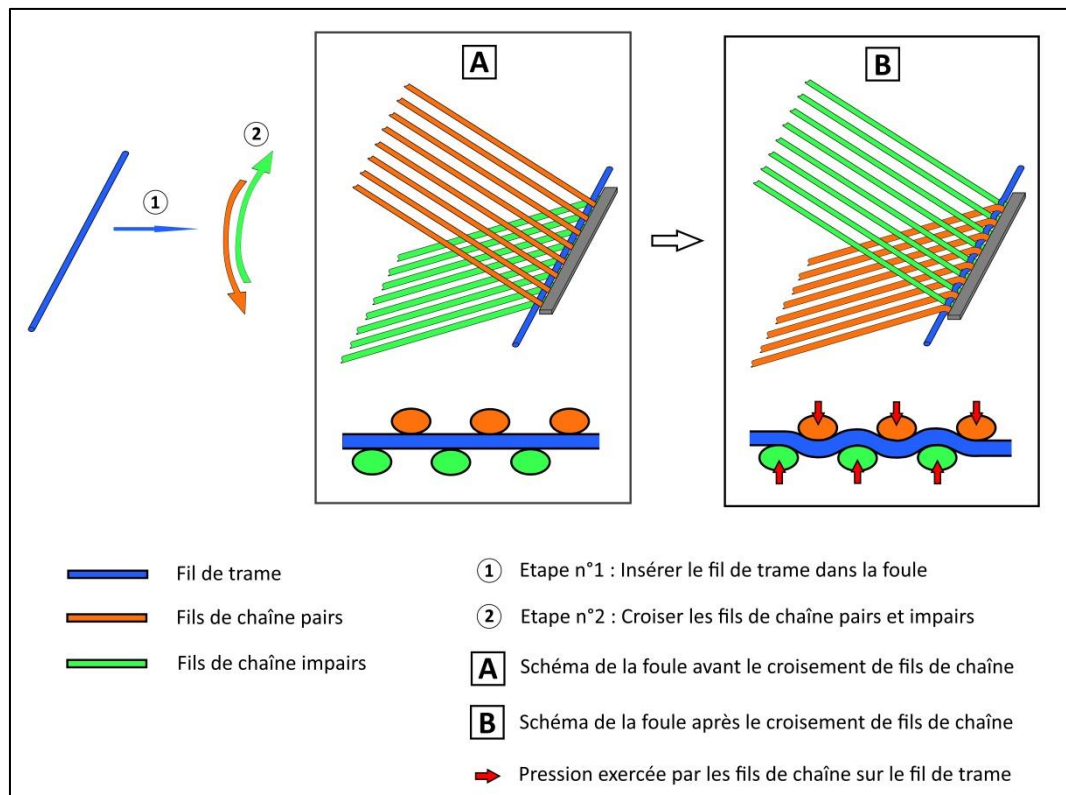 A
B
2
1
Fil de trame
Fils de chaîne pairs
Fils de chaîne impairs
1 Etape n°1 : Insérer le fil de trame dans la foule
2 Etape n°2 : Croiser les fils de chaîne pairs et impairs
A Schéma de la foule avant le croisement de fils de chaîne
B Schéma de la foule après le croisement de fils de chaîne
Pression exercée par les fils de chaîne sur le fil de trame